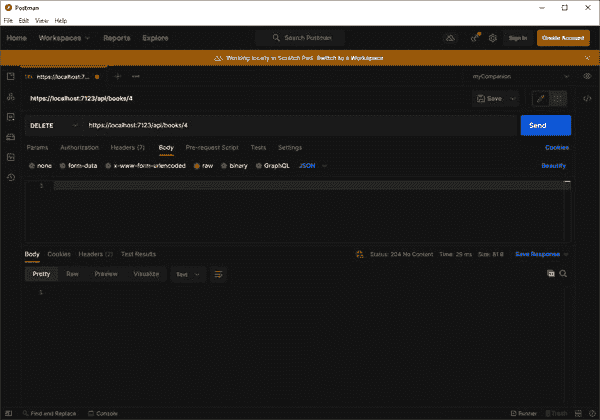 Postman
File Edit View Help
Home Workspaces Reports Explore Search Postman Sign In Create Account
Working locally in Scratch Pad. Switch to a Workspace
https://localhost:7...
https://localhost:7123/api/books/4 Save
DELETE https://localhost:7123/api/books/4 Send
Params Authorization Headers (7) Body Pre-request Script Tests Settings Cookies
none form-data x-www-form-urlencoded raw binary GraphQL JSON Beautify
1
Body Cookies Headers (2) Test Results Status: 204 No Content Time: 25 ms Size: 81 B Save Response
Pretty Raw Preview Visualize Text
1
Find and Replace Console Runner Trash